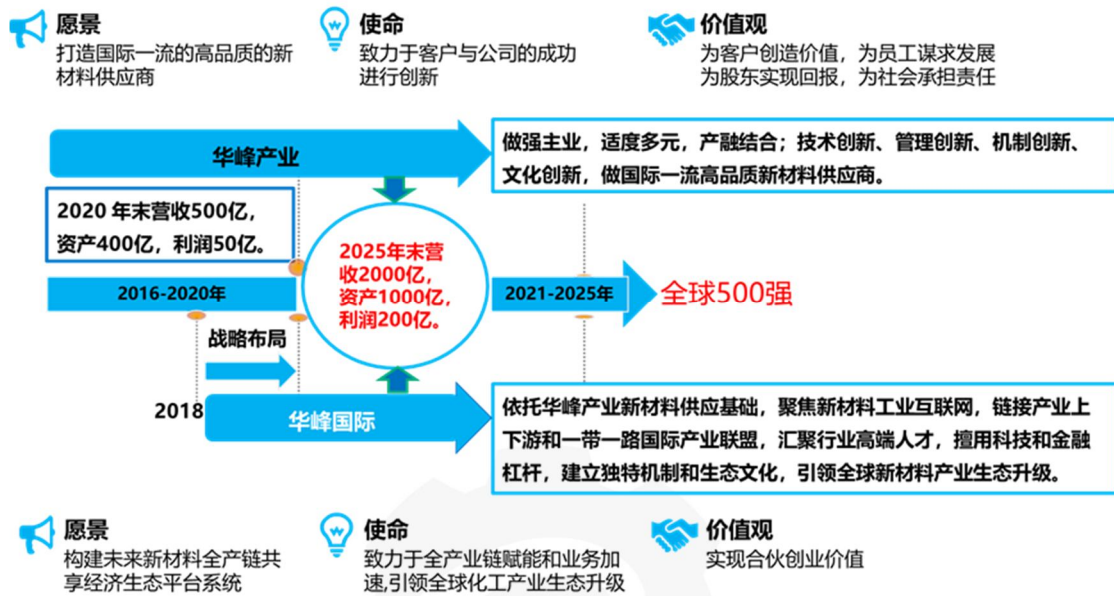 愿景
打造国际一流的高品质的新
材料供应商
使命
致力于客户与公司的成功
进行创新
价值观
为客户创造价值，为员工谋求发展
为股东实现回报，为社会承担责任
华峰产业
做强主业，适度多元，产融结合；技术创新、管理创新、机制创新、
文化创新，做国际一流高品质新材料供应商。
2020 年末营收500亿，
资产400亿，利润50亿。
2025年末营
收2000亿，
资产1000亿，
利润200亿。
2016-2020年
2021-2025年
全球500强
战略布局
2018
华峰国际
依托华峰产业新材料供应基础，聚焦新材料工业互联网，链接产业上
下游和一带一路国际产业联盟，汇聚行业高端人才，擅用科技和金融
杠杆，建立独特机制和生态文化，引领全球新材料产业生态升级。
愿景
构建未来新材料全产链共
享经济生态平台系统
使命
致力于全产业链赋能和业务加
速,引领全球化工产业生态升级
价值观
实现合伙创业价值